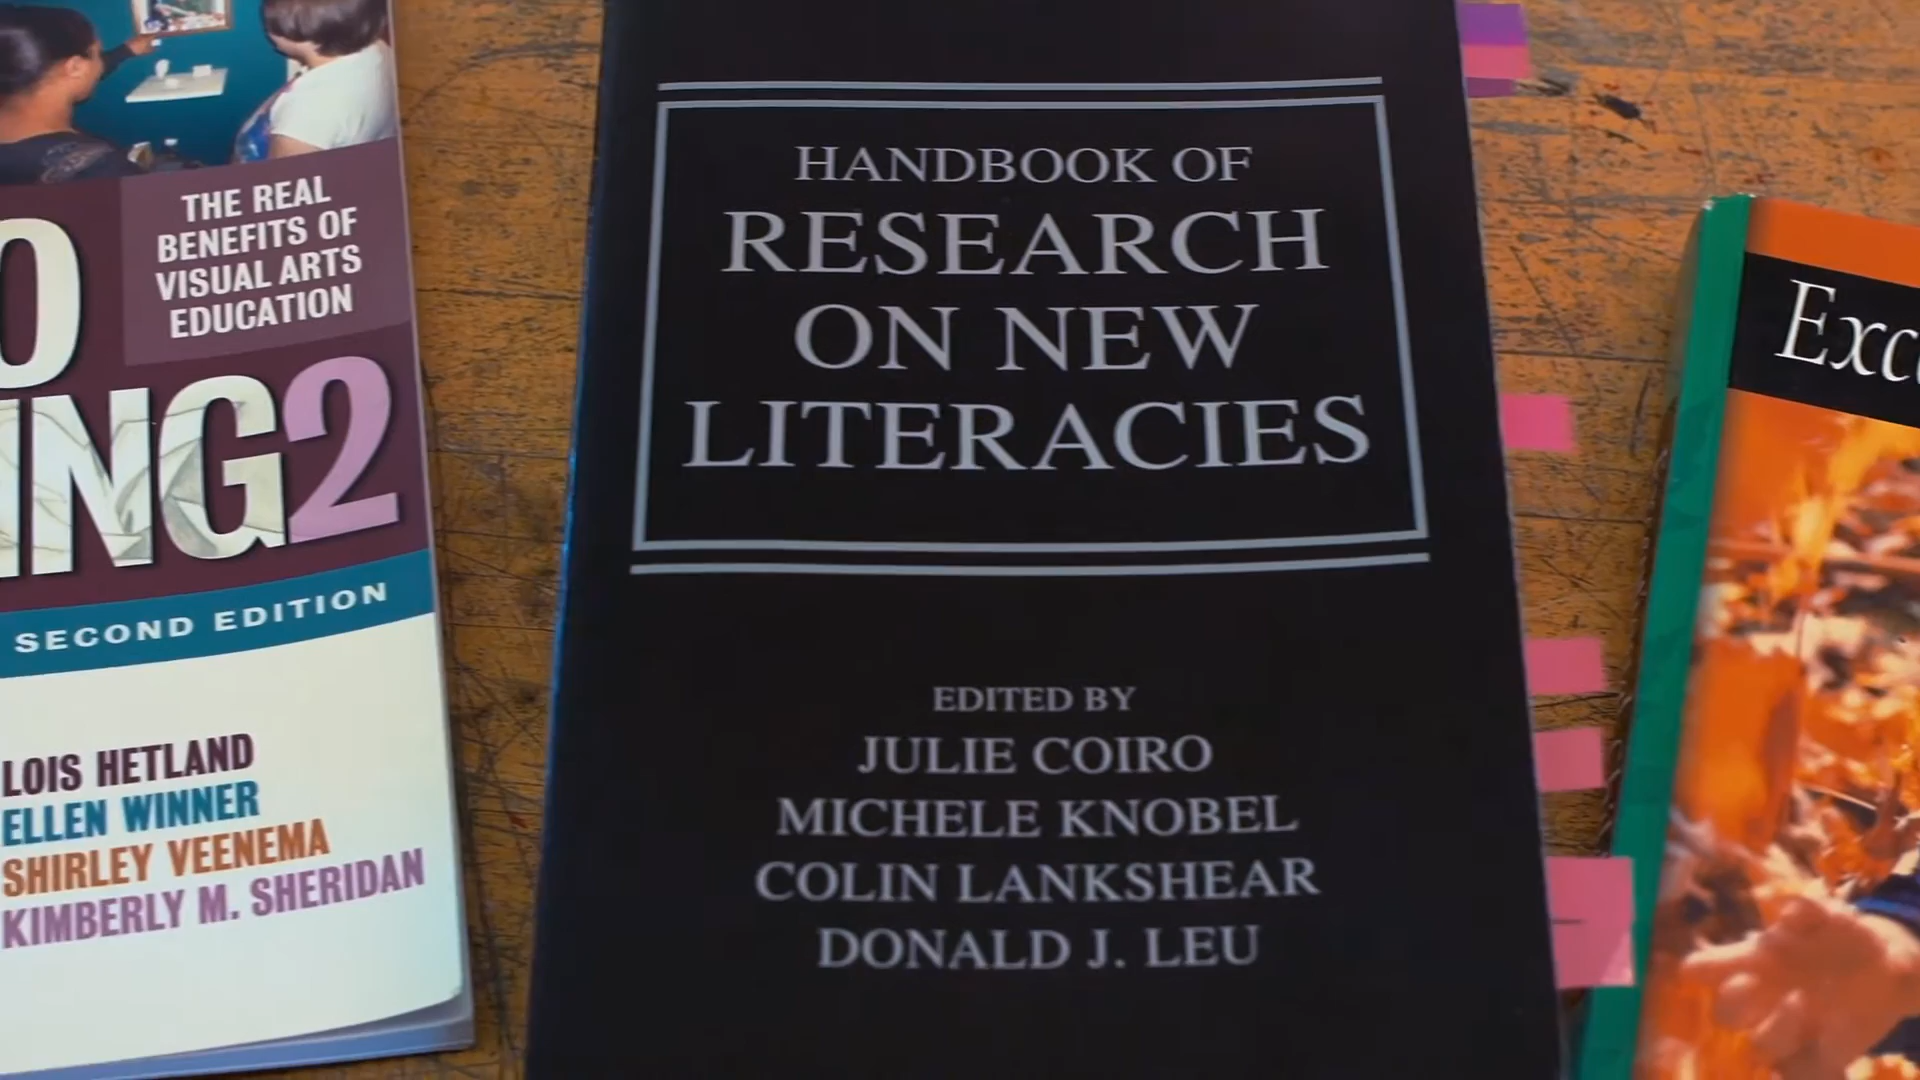 THE REAL
BENEFITS OF
VISUAL ARTS
EDUCATION
ING2
SECOND EDITION
LOIS HETLAND
ELLEN WINNER
SHIRLEY VEENEMA
KIMBERLY M. SHERIDAN
HANDBOOK OF
RESEARCH
ON NEW
LITERACIES
EDITED BY
JULIE COIRO
MICHELE KNOBEL
COLIN LANKSHEAR
DONALD J. LEU